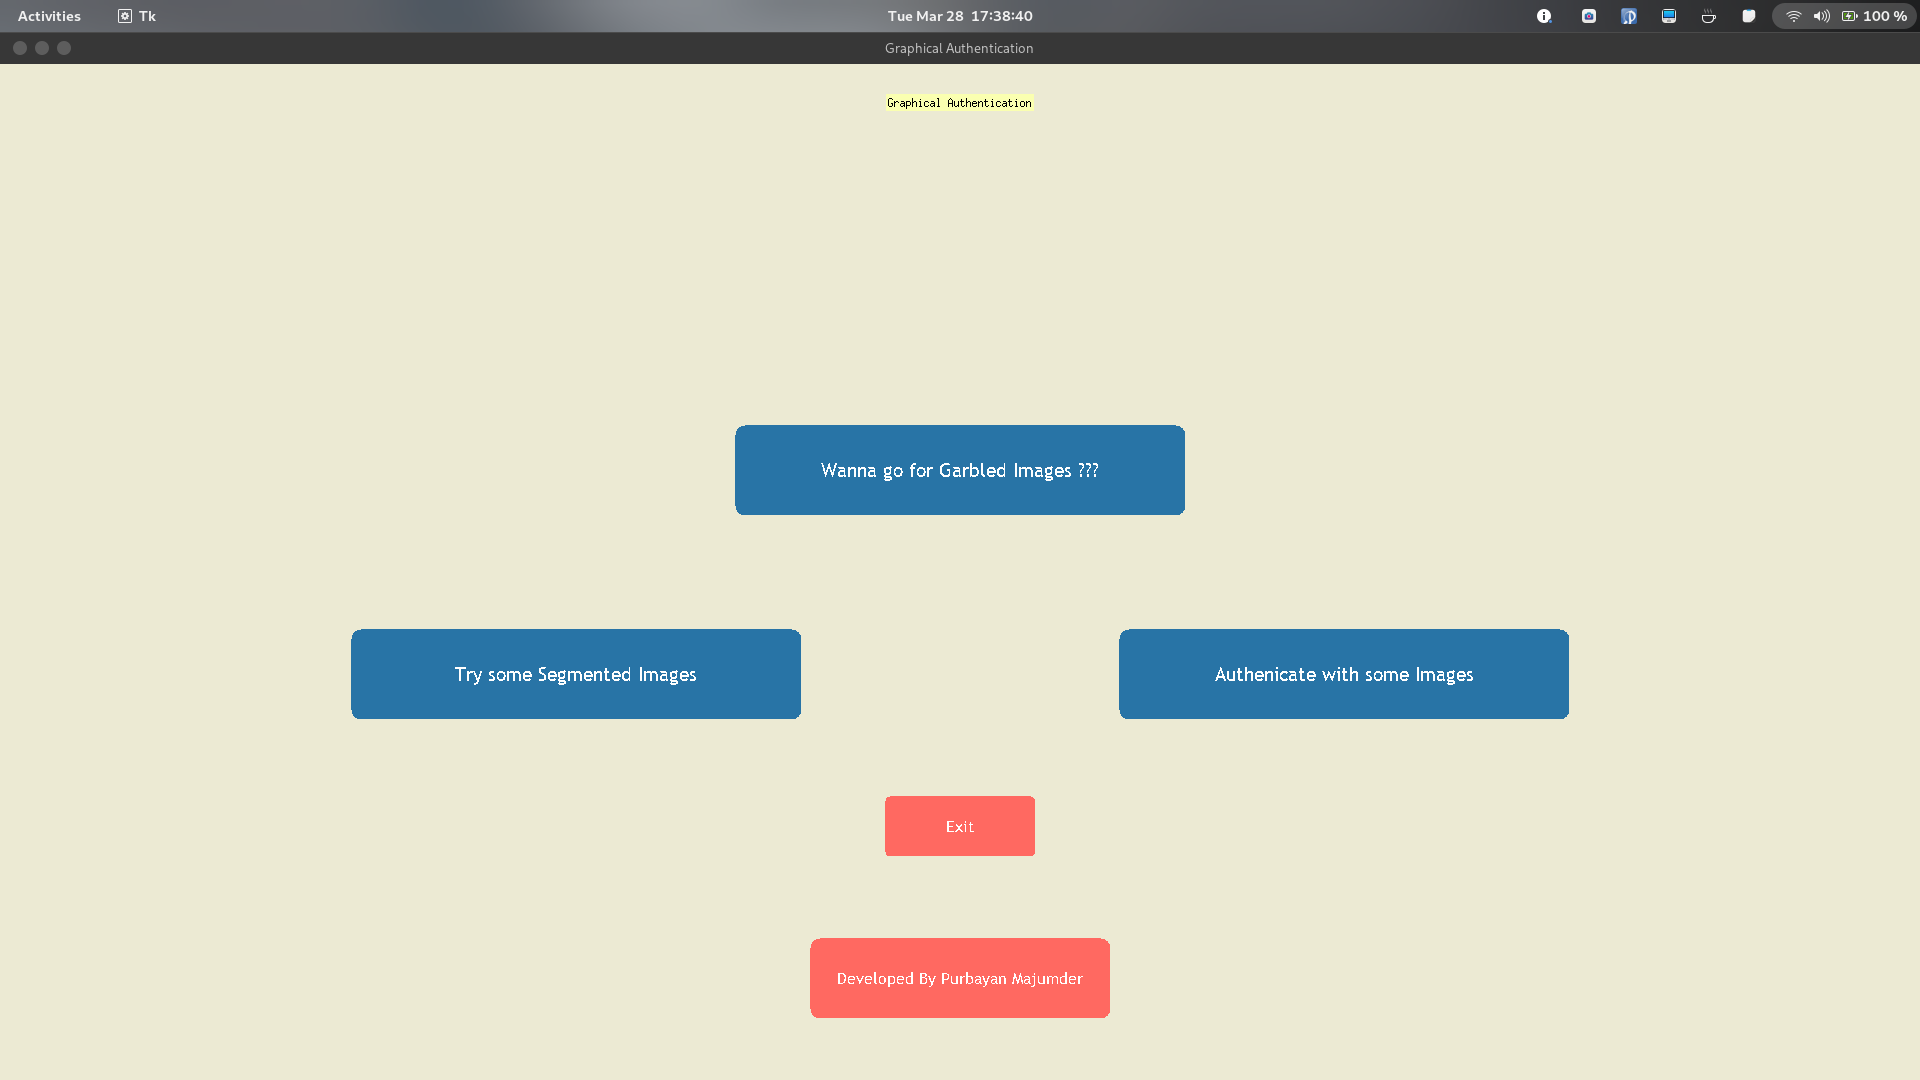 Activities Tk Tue Mar 28 17:38:40 100 %
Graphical Authentication
Graphical Authentication
Wanna go for Garbled Images ???
Try some Segmented Images
Authenicate with some Images
Exit
Developed By Purbayan Majumder